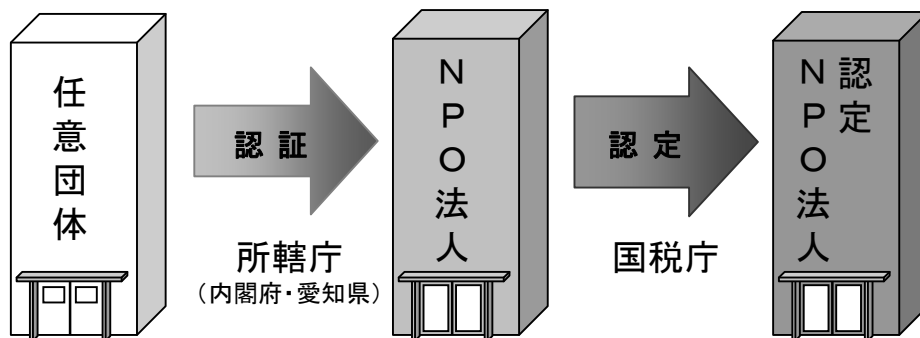 任意団体
認証
所轄庁
（内閣府・愛知県）
NPO法人
認定
国税庁
認定
NPO法人